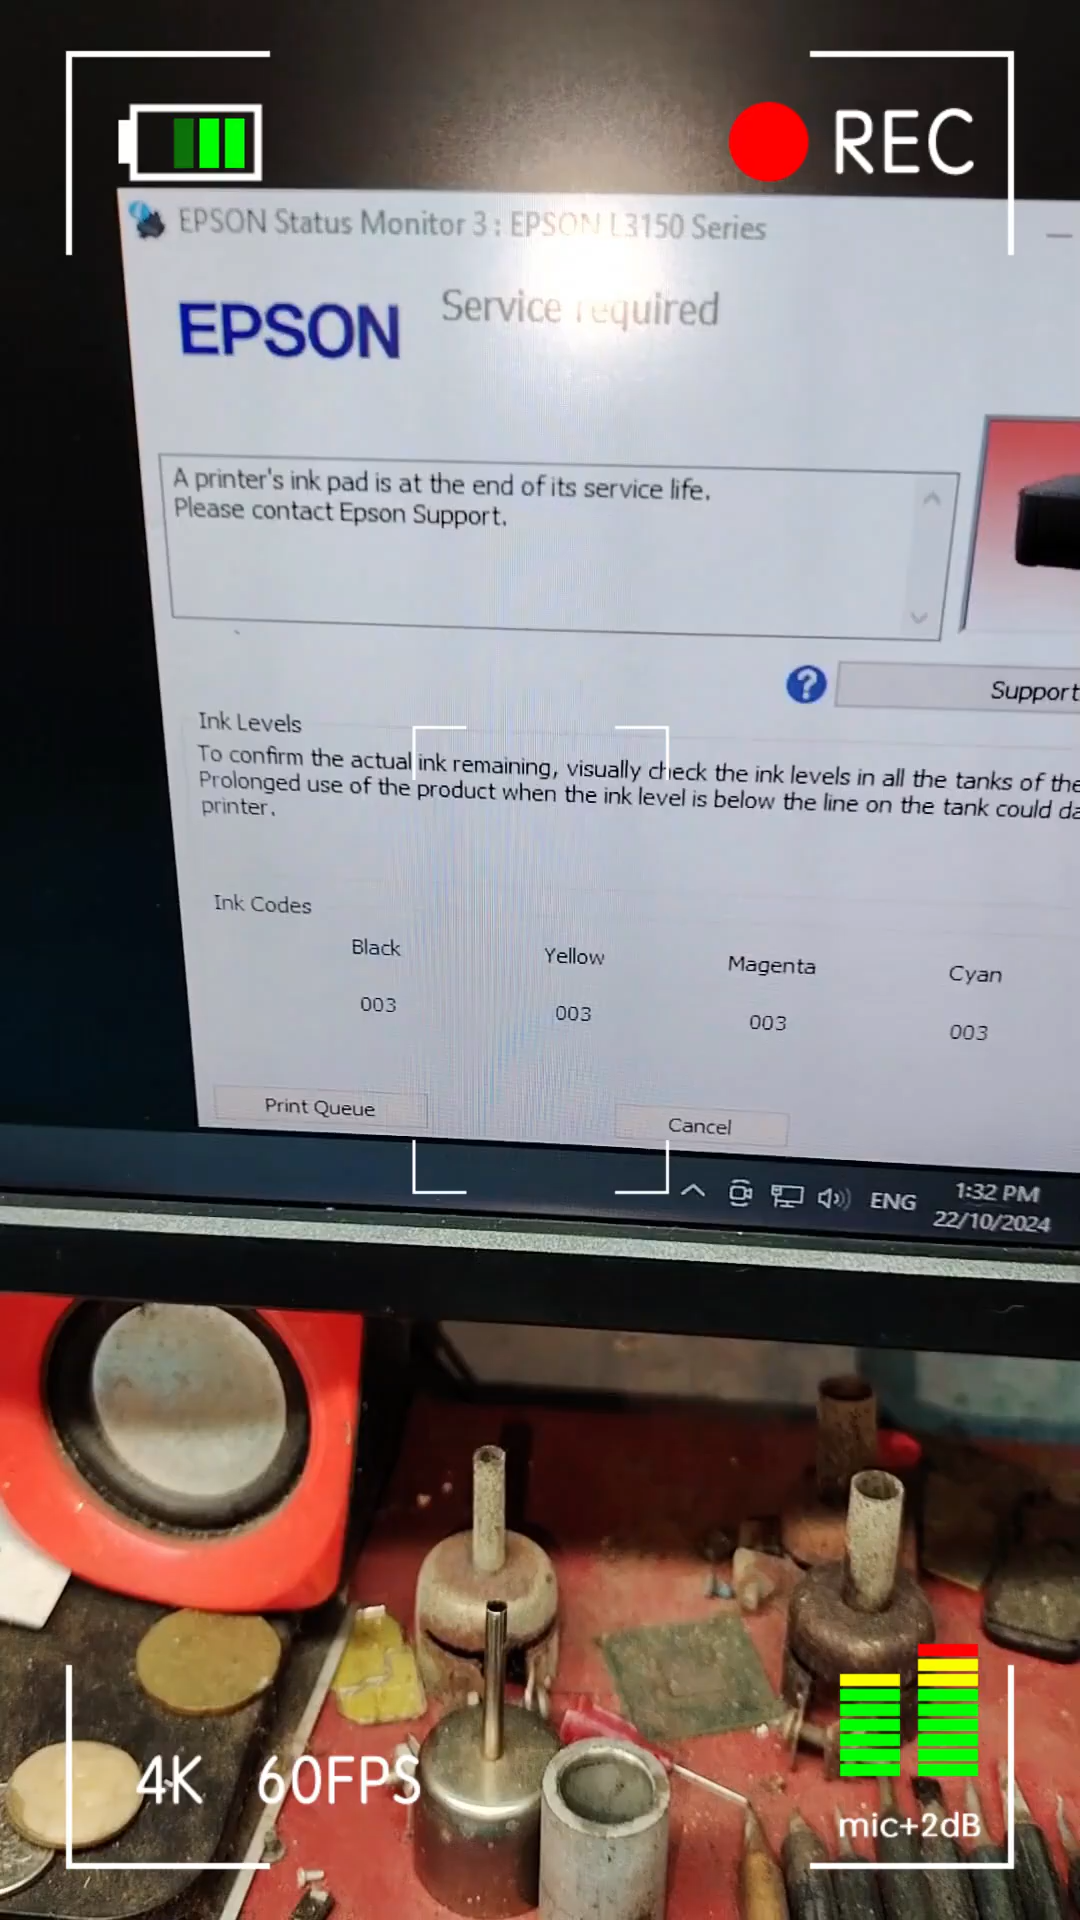 REC
EPSON Status Monitor 3 : EPSON L3150 Series
EPSON
Service required
A printer's ink pad is at the end of its service life.
Please contact Epson Support.
Support
Ink Levels
To confirm the actual ink remaining, visually check the ink levels in all the tanks of the
Prolonged use of the product when the ink level is below the line on the tank could
printer.
Ink Codes
Black
Yellow
Magenta
Cyan
003
003
003
003
Print Queue
Cancel
ENG
1:32 PM
22/10/2024
4K 60FPS
mic+2dB